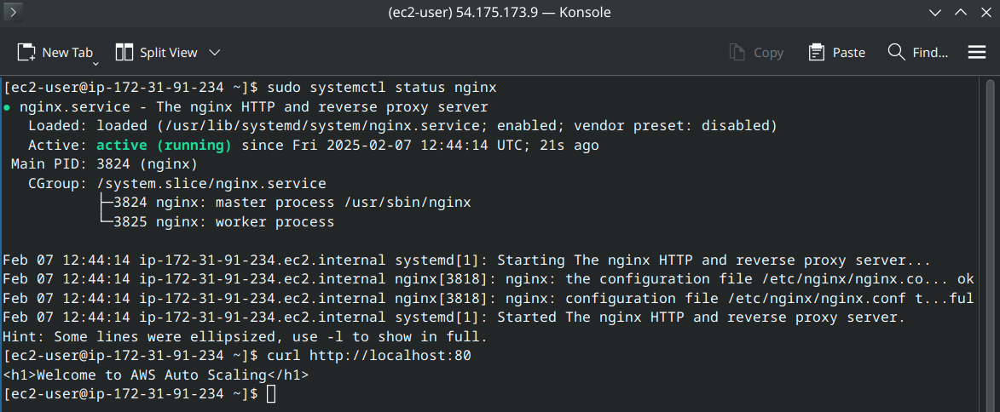 (ec2-user) 54.175.173.9 — Konsole
New Tab Split View Copy Paste Find...
[ec2-user@ip-172-31-91-234 ~]$ sudo systemctl status nginx
● nginx.service - The nginx HTTP and reverse proxy server
   Loaded: loaded (/usr/lib/systemd/system/nginx.service; enabled; vendor preset: disabled)
   Active: active (running) since Fri 2025-02-07 12:44:14 UTC; 21s ago
 Main PID: 3824 (nginx)
   CGroup: /system.slice/nginx.service
           ├─3824 nginx: master process /usr/sbin/nginx
           └─3825 nginx: worker process
Feb 07 12:44:14 ip-172-31-91-234.ec2.internal systemd[1]: Starting The nginx HTTP and reverse proxy server...
Feb 07 12:44:14 ip-172-31-91-234.ec2.internal nginx[3818]: nginx: the configuration file /etc/nginx/nginx.co... ok
Feb 07 12:44:14 ip-172-31-91-234.ec2.internal nginx[3818]: nginx: configuration file /etc/nginx/nginx.conf t...ful
Feb 07 12:44:14 ip-172-31-91-234.ec2.internal systemd[1]: Started The nginx HTTP and reverse proxy server.
Hint: Some lines were ellipsized, use -l to show in full.
[ec2-user@ip-172-31-91-234 ~]$ curl http://localhost:80
<h1>Welcome to AWS Auto Scaling</h1>
[ec2-user@ip-172-31-91-234 ~]$